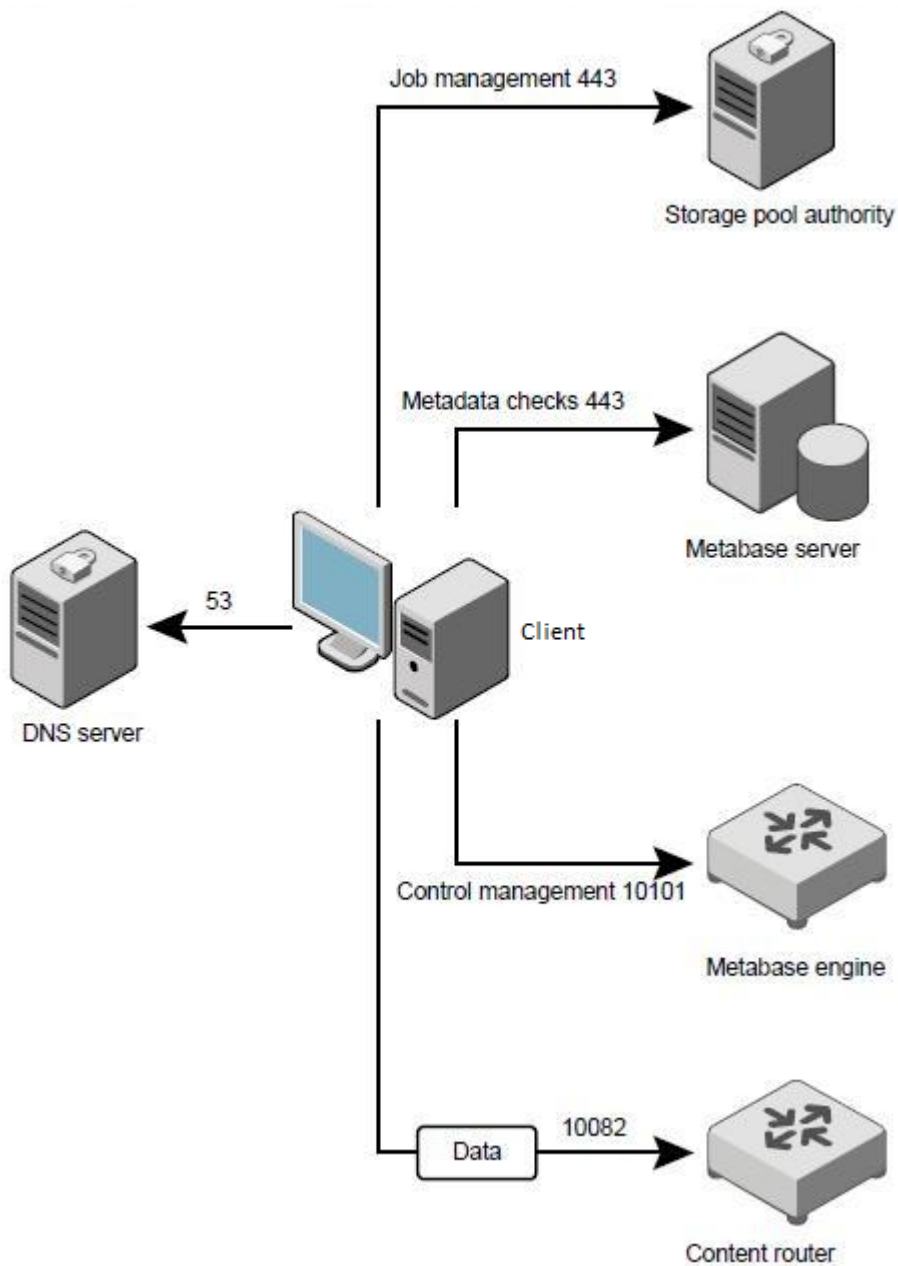 Job management 443
Storage pool authority
Metadata checks 443
Metabase server
53
Client
DNS server
Control management 10101
Metabase engine
10082
Data
Content router